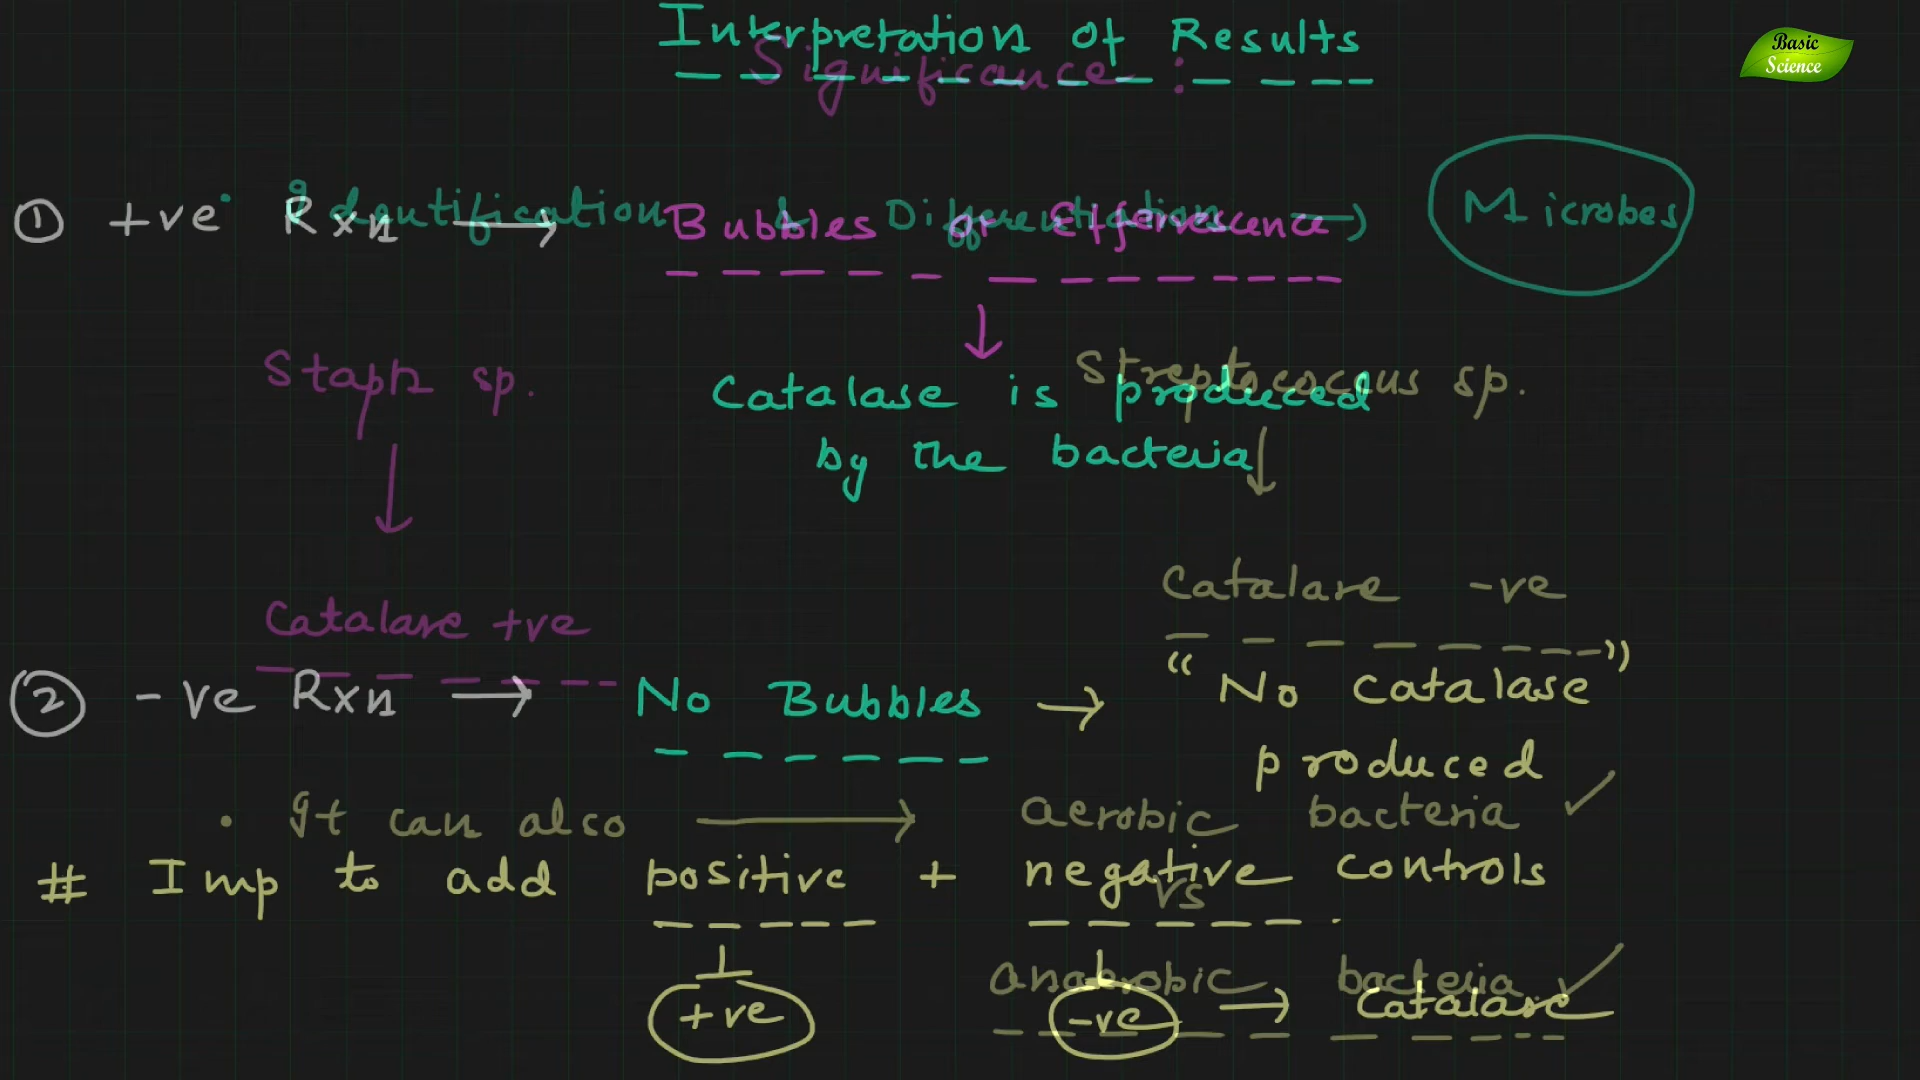 Interpretation of Results
Significance :
Basic
Science
① +ve Rxn → Bubbles or Effervescence
• Identification & Differentiation → Microbes
↓
Staph sp.
Streptococcus sp.
Catalase is produced
by the bacteria
↓
↓
Catalase -ve
Catalase +ve
② -ve Rxn → No Bubbles → “No catalase”
produced
• It can also → aerobic bacteria ✓
# Imp to add positive + negative controls
vs
anaerobic bacteria. ✓
+ve -ve → Catalase